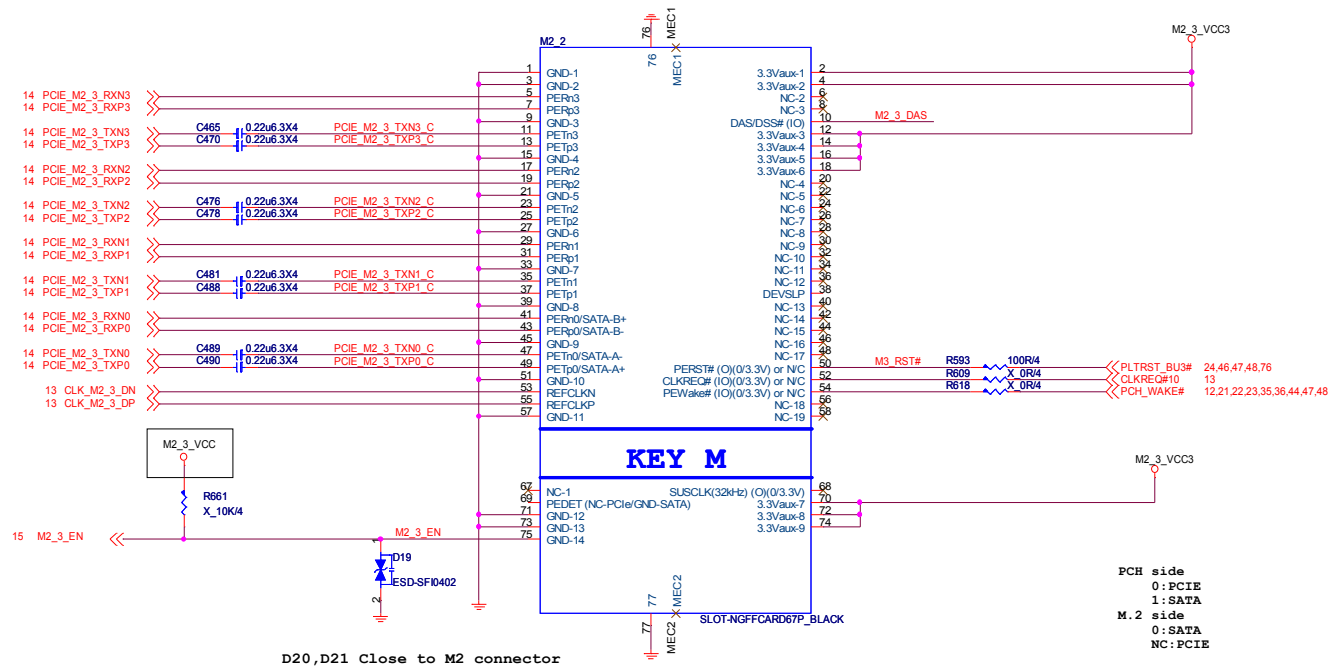 M2_2
76
MEC1
76
MEC1
M2_3_VCC3
1 GND-1 3.3Vaux-1 2
3 GND-2 3.3Vaux-2 4
14 PCIE_M2_3_RXN3 5 PERn3 NC-2 6
14 PCIE_M2_3_RXP3 7 PERp3 NC-3 8
9 GND-3 DAS/DSS# (IO) 10 M2_3_DAS
14 PCIE_M2_3_TXN3 C465 0.22u6.3X4 PCIE_M2_3_TXN3_C 11 PETn3 3.3Vaux-3 12
14 PCIE_M2_3_TXP3 C470 0.22u6.3X4 PCIE_M2_3_TXP3_C 13 PETp3 3.3Vaux-4 14
15 GND-4 3.3Vaux-5 16
14 PCIE_M2_3_RXN2 17 PERn2 3.3Vaux-6 18
14 PCIE_M2_3_RXP2 19 PERp2 NC-4 20
21 GND-5 NC-5 22
14 PCIE_M2_3_TXN2 C476 0.22u6.3X4 PCIE_M2_3_TXN2_C 23 PETn2 NC-6 24
14 PCIE_M2_3_TXP2 C478 0.22u6.3X4 PCIE_M2_3_TXP2_C 25 PETp2 NC-7 26
27 GND-6 NC-8 28
14 PCIE_M2_3_RXN1 29 PERn1 NC-9 30
14 PCIE_M2_3_RXP1 31 PERp1 NC-10 32
33 GND-7 NC-11 34
14 PCIE_M2_3_TXN1 C481 0.22u6.3X4 PCIE_M2_3_TXN1_C 35 PETn1 NC-12 36
14 PCIE_M2_3_TXP1 C488 0.22u6.3X4 PCIE_M2_3_TXP1_C 37 PETp1 DEVSLP 38
39 GND-8 NC-13 40
14 PCIE_M2_3_RXN0 41 PERn0/SATA-B+ NC-14 42
14 PCIE_M2_3_RXP0 43 PERp0/SATA-B- NC-15 44
45 GND-9 NC-16 46
14 PCIE_M2_3_TXN0 C489 0.22u6.3X4 PCIE_M2_3_TXN0_C 47 PETn0/SATA-A- NC-17 48
14 PCIE_M2_3_TXP0 C490 0.22u6.3X4 PCIE_M2_3_TXP0_C 49 PETp0/SATA-A+ PERST# (O)(0/3.3V) or N/C 50 M3_RST# R593 100R/4 PLTRST_BU3# 24,46,47,48,76
51 GND-10 CLKREQ# (IO)(0/3.3V) or N/C 52 R609 X_0R/4 CLKREQ#10 13
13 CLK_M2_3_DN 53 REFCLKN PEWake# (IO)(0/3.3V) or N/C 54 R618 X_0R/4 PCH_WAKE# 12,21,22,23,35,36,44,47,48
13 CLK_M2_3_DP 55 REFCLKP NC-18 56
57 GND-11 NC-19 58
M2_3_VCC
KEY M
M2_3_VCC3
67 NC-1 SUSCLK(32kHz) (O)(0/3.3V) 68
R661 69 PEDET (NC-PCIe/GND-SATA) 3.3Vaux-7 70
X_10K/4 71 GND-12 3.3Vaux-8 72
73 GND-13 3.3Vaux-9 74
15 M2_3_EN M2_3_EN 75 GND-14
1
D19
ESD-SFI0402
2
PCH side
0:PCIE
1:SATA
M.2 side
0:SATA
NC:PCIE
77
MEC2
SLOT-NGFFCARD67P_BLACK
77
MEC2
D20,D21 Close to M2 connector